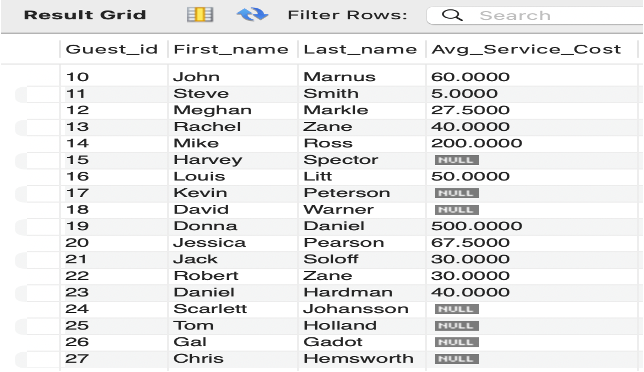 Result Grid Filter Rows: Search
Guest_id First_name Last_name Avg_Service_Cost
10 John Marnus 60.0000
11 Steve Smith 5.0000
12 Meghan Markle 27.5000
13 Rachel Zane 40.0000
14 Mike Ross 200.0000
15 Harvey Spector NULL
16 Louis Litt 50.0000
17 Kevin Peterson NULL
18 David Warner NULL
19 Donna Daniel 500.0000
20 Jessica Pearson 67.5000
21 Jack Soloff 30.0000
22 Robert Zane 30.0000
23 Daniel Hardman 40.0000
24 Scarlett Johansson NULL
25 Tom Holland NULL
26 Gal Gadot NULL
27 Chris Hemsworth NULL